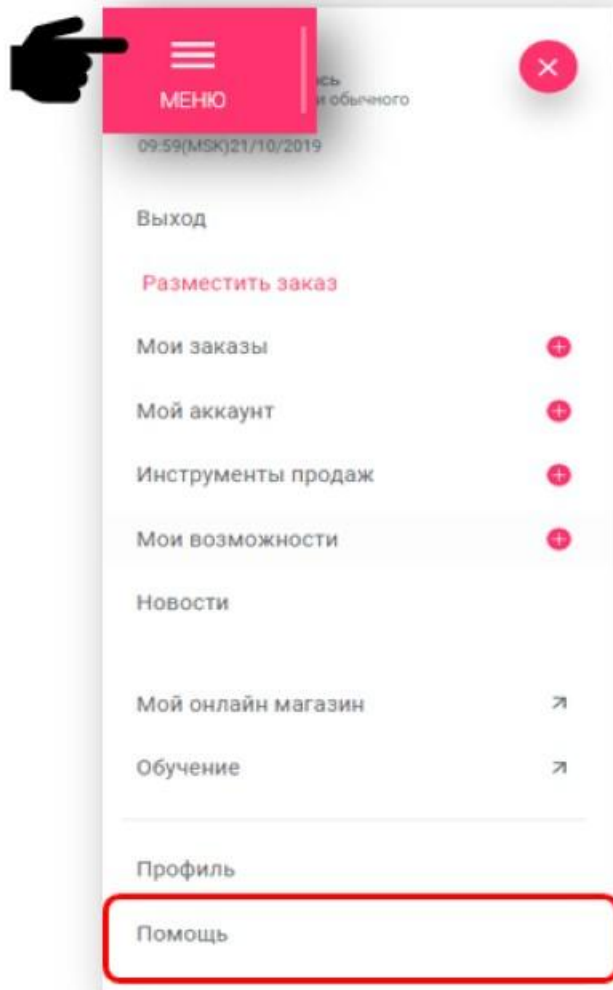 МЕНЮ
и обычного
09:59(MSK)21/10/2019
Выход
Разместить заказ
Мои заказы
Мой аккаунт
Инструменты продаж
Мои возможности
Новости
Мой онлайн магазин
Обучение
Профиль
Помощь